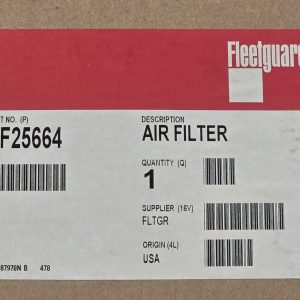 Fleetguard
T NO. (P)
F25664
DESCRIPTION
AIR FILTER
QUANTITY (Q)
1
SUPPLIER (16V)
FLTGR
ORIGIN (4L)
USA
87970N B 478